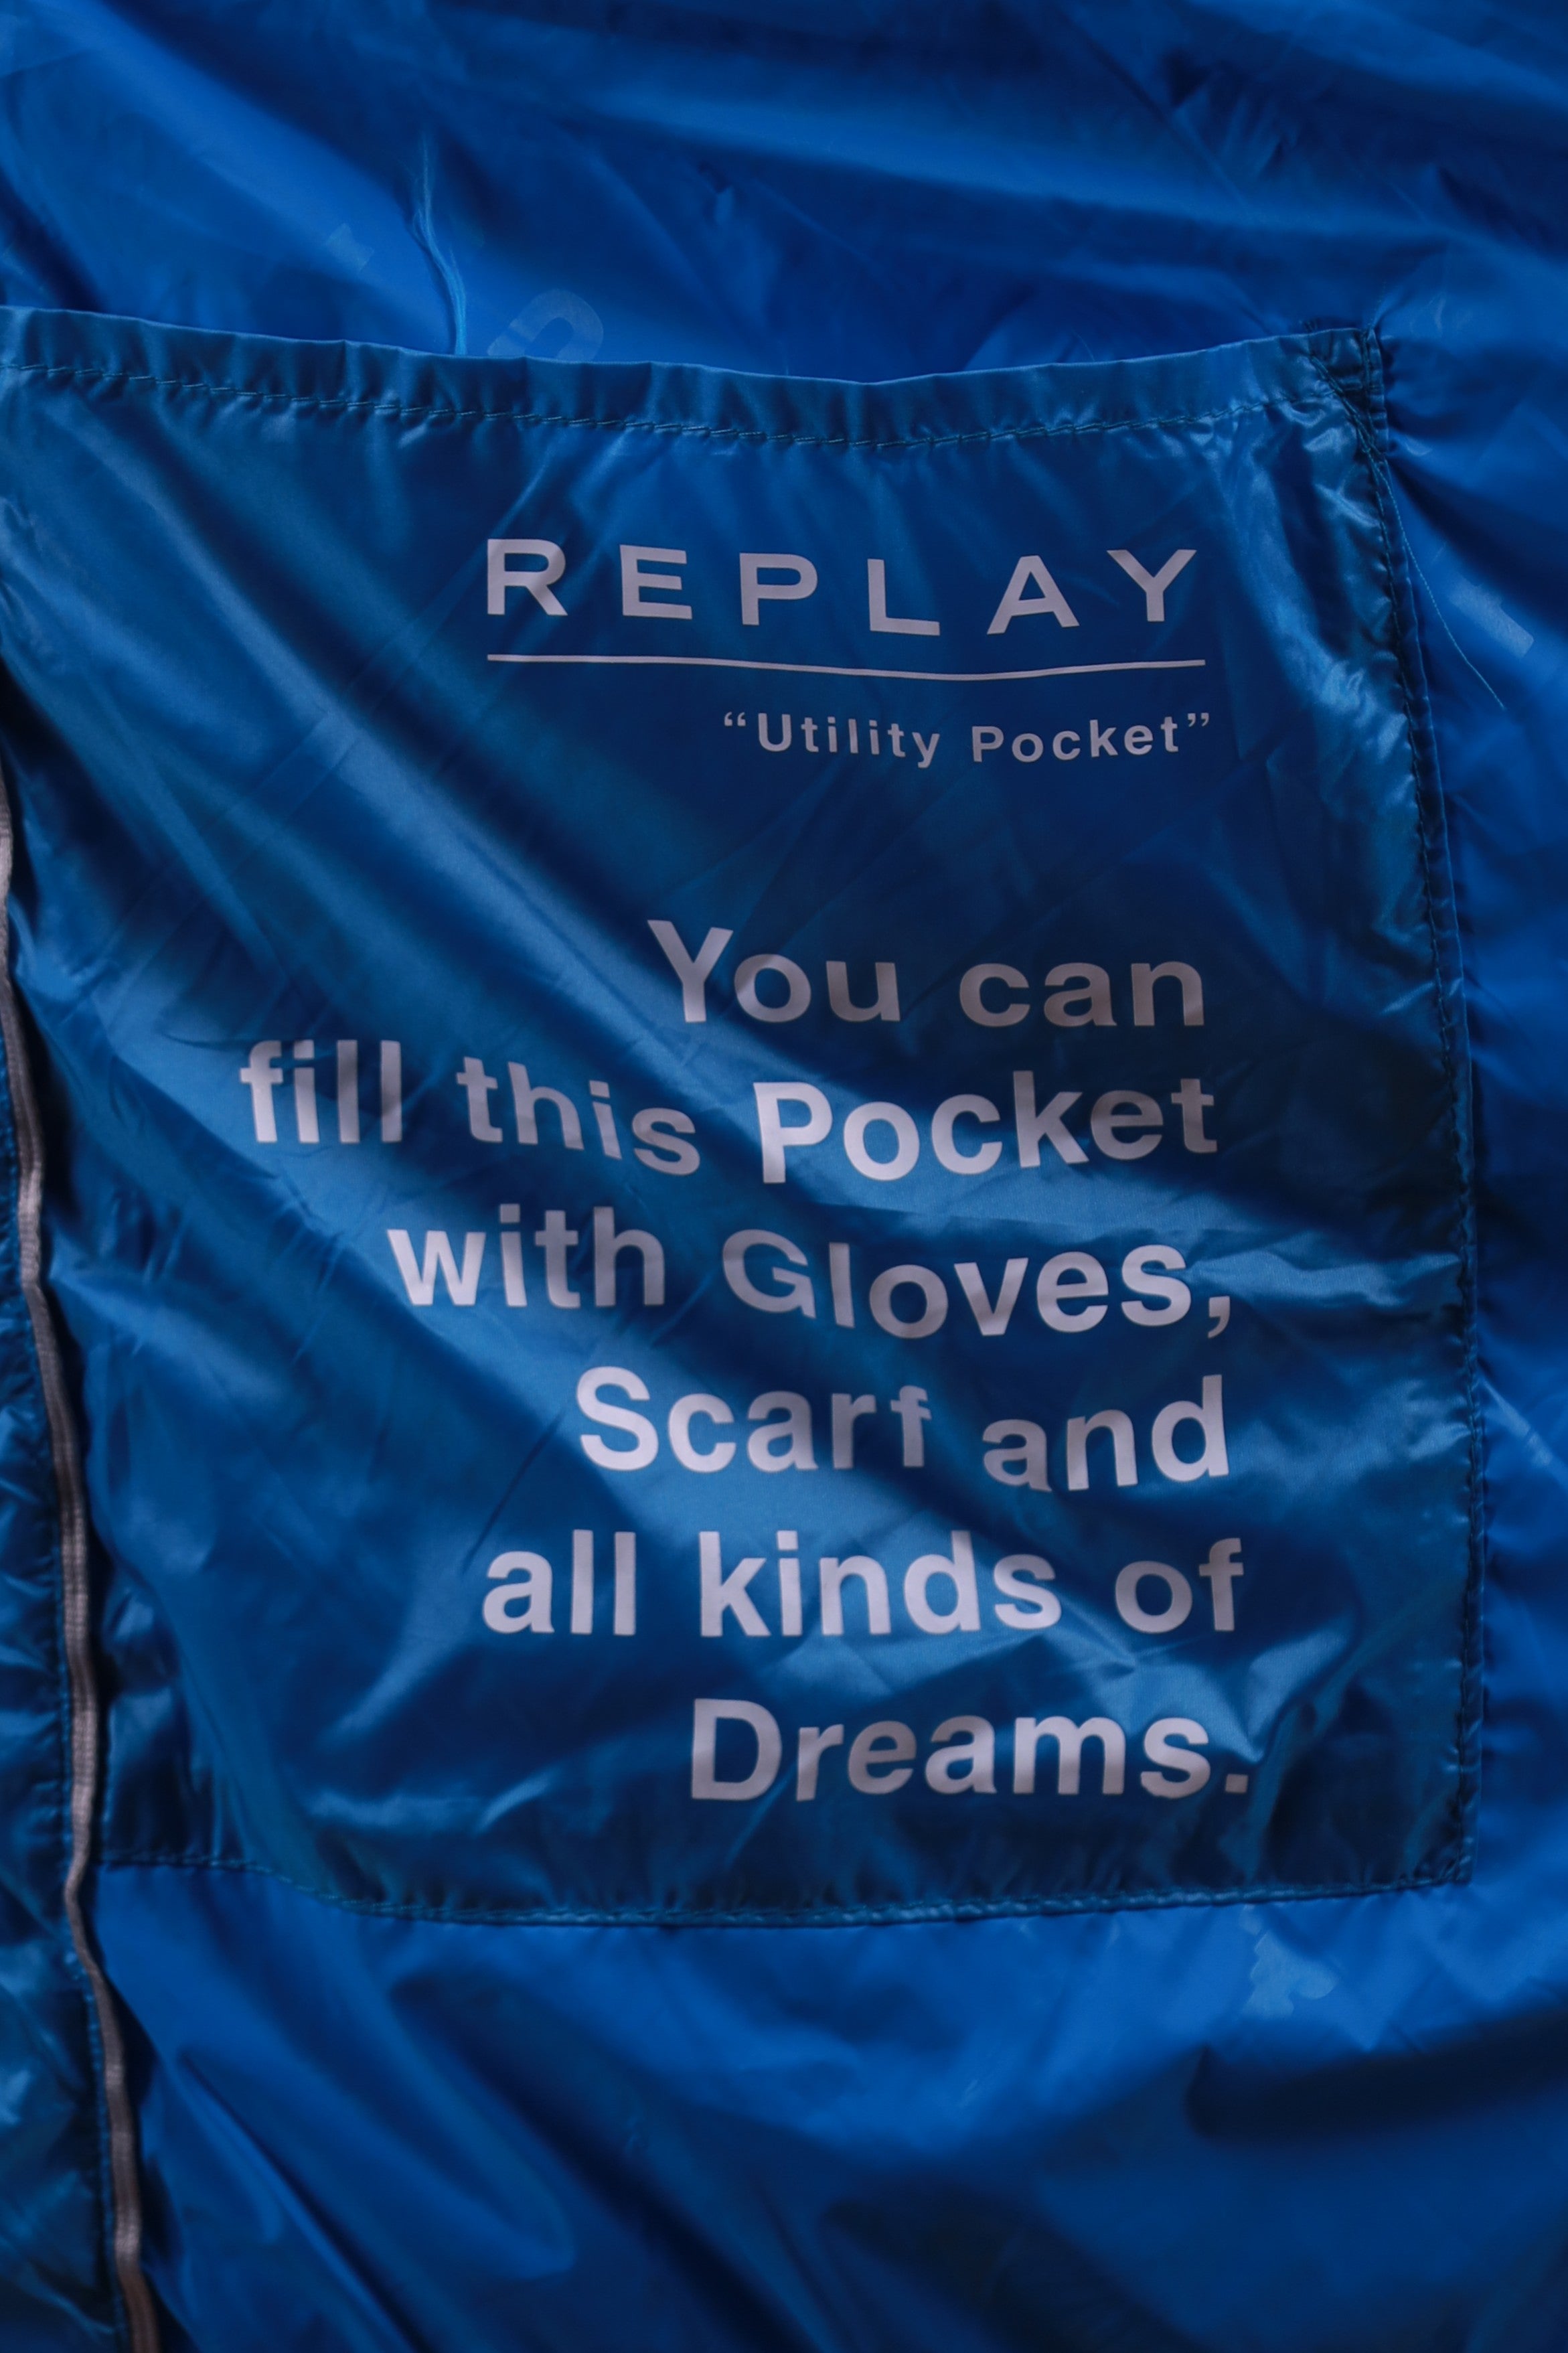 REPLAY
“Utility Pocket”
You can
fill this Pocket
with Gloves,
Scarf and
all kinds of
Dreams.